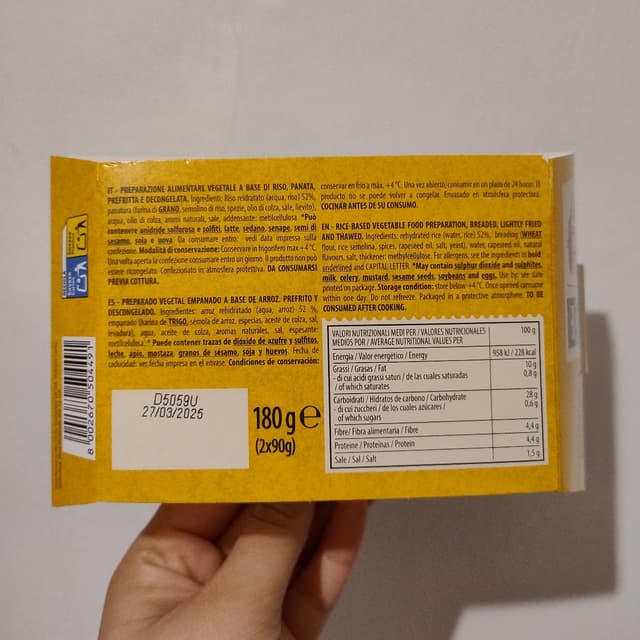 IT - PREPARAZIONE ALIMENTARE VEGETALE A BASE DI RISO, PANATA,
PREFRITTA E DECONGELATA. Ingredienti: Riso reidratato (acqua, riso) 52%,
panatura (farina di GRANO, semolino di riso, spezie, olio di colza, sale, lievito),
acqua, olio di colza, aromi naturali, sale, addensante: metilcellulosa. *Può
contenere anidride solforosa e solfiti, latte, sedano, senape, semi di
sesamo, soia e uova. Da consumare entro: vedi data impressa sulla
confezione. Modalità di conservazione: Conservare in frigorifero max +4°C.
Una volta aperta la confezione consumare entro un giorno. Il prodotto non può
essere ricongelato. Confezionato in atmosfera protettiva. DA CONSUMARSI
PREVIA COTTURA.
ES - PREPARADO VEGETAL EMPANADO A BASE DE ARROZ. PREFRITO Y
DESCONGELADO. Ingredientes: arroz rehidratado (agua, arroz) 52 %,
empanado (harina de TRIGO, sémola de arroz, especias, aceite de colza, sal,
levadura), agua, aceite de colza, aromas naturales, sal, espesante:
metilcelulosa. * Puede contener trazas de dióxido de azufre y sulfitos,
leche, apio, mostaza, granos de sésamo, soja y huevos. Fecha de
caducidad: ver fecha impresa en el envase. Condiciones de conservación:
conservar en frío a máx. +4°C. Una vez abierto, consumir en un plazo de 24 horas. El
producto no se puede volver a congelar. Envasado en atmósfera protectora.
COCINAR ANTES DE SU CONSUMO.
EN - RICE-BASED VEGETABLE FOOD PREPARATION, BREADED, LIGHTLY FRIED
AND THAWED. Ingredients: rehydrated rice (water, rice) 52%, breading (WHEAT
flour, rice semolina, spices, rapeseed oil, salt, yeast), water, rapeseed oil, natural
flavours, salt, thickener: methylcellulose. For allergens, see the ingredients in bold,
underlined and CAPITAL LETTER. *May contain sulphur dioxide and sulphites,
milk, celery, mustard, sesame seeds, soybeans and eggs. Use by: see date
printed on package. Storage condition: store below +4°C. Once opened consume
within one day. Do not refreeze. Packaged in a protective atmosphere. TO BE
CONSUMED AFTER COOKING.
VALORI NUTRIZIONALI MEDI PER / VALORES NUTRICIONALES
MEDIOS POR / AVERAGE NUTRITIONAL VALUES PER 100 g
Energia / Valor energético / Energy 958 kJ / 228 kcal
Grassi / Grasas / Fat 10 g
- di cui acidi grassi saturi / de las cuales saturadas 0,8 g
/ of which saturates
Carboidrati / Hidratos de carbono / Carbohydrate 28 g
- di cui zuccheri / de los cuales azúcares / 0,6 g
of which sugars
Fibre / Fibra alimentaria / Fibre 4,4 g
Proteine / Proteínas / Protein 4,4 g
Sale / Sal / Salt 1,5 g
D5059U
27/03/2025
180 g e
(2x90g)
8 002670 504491